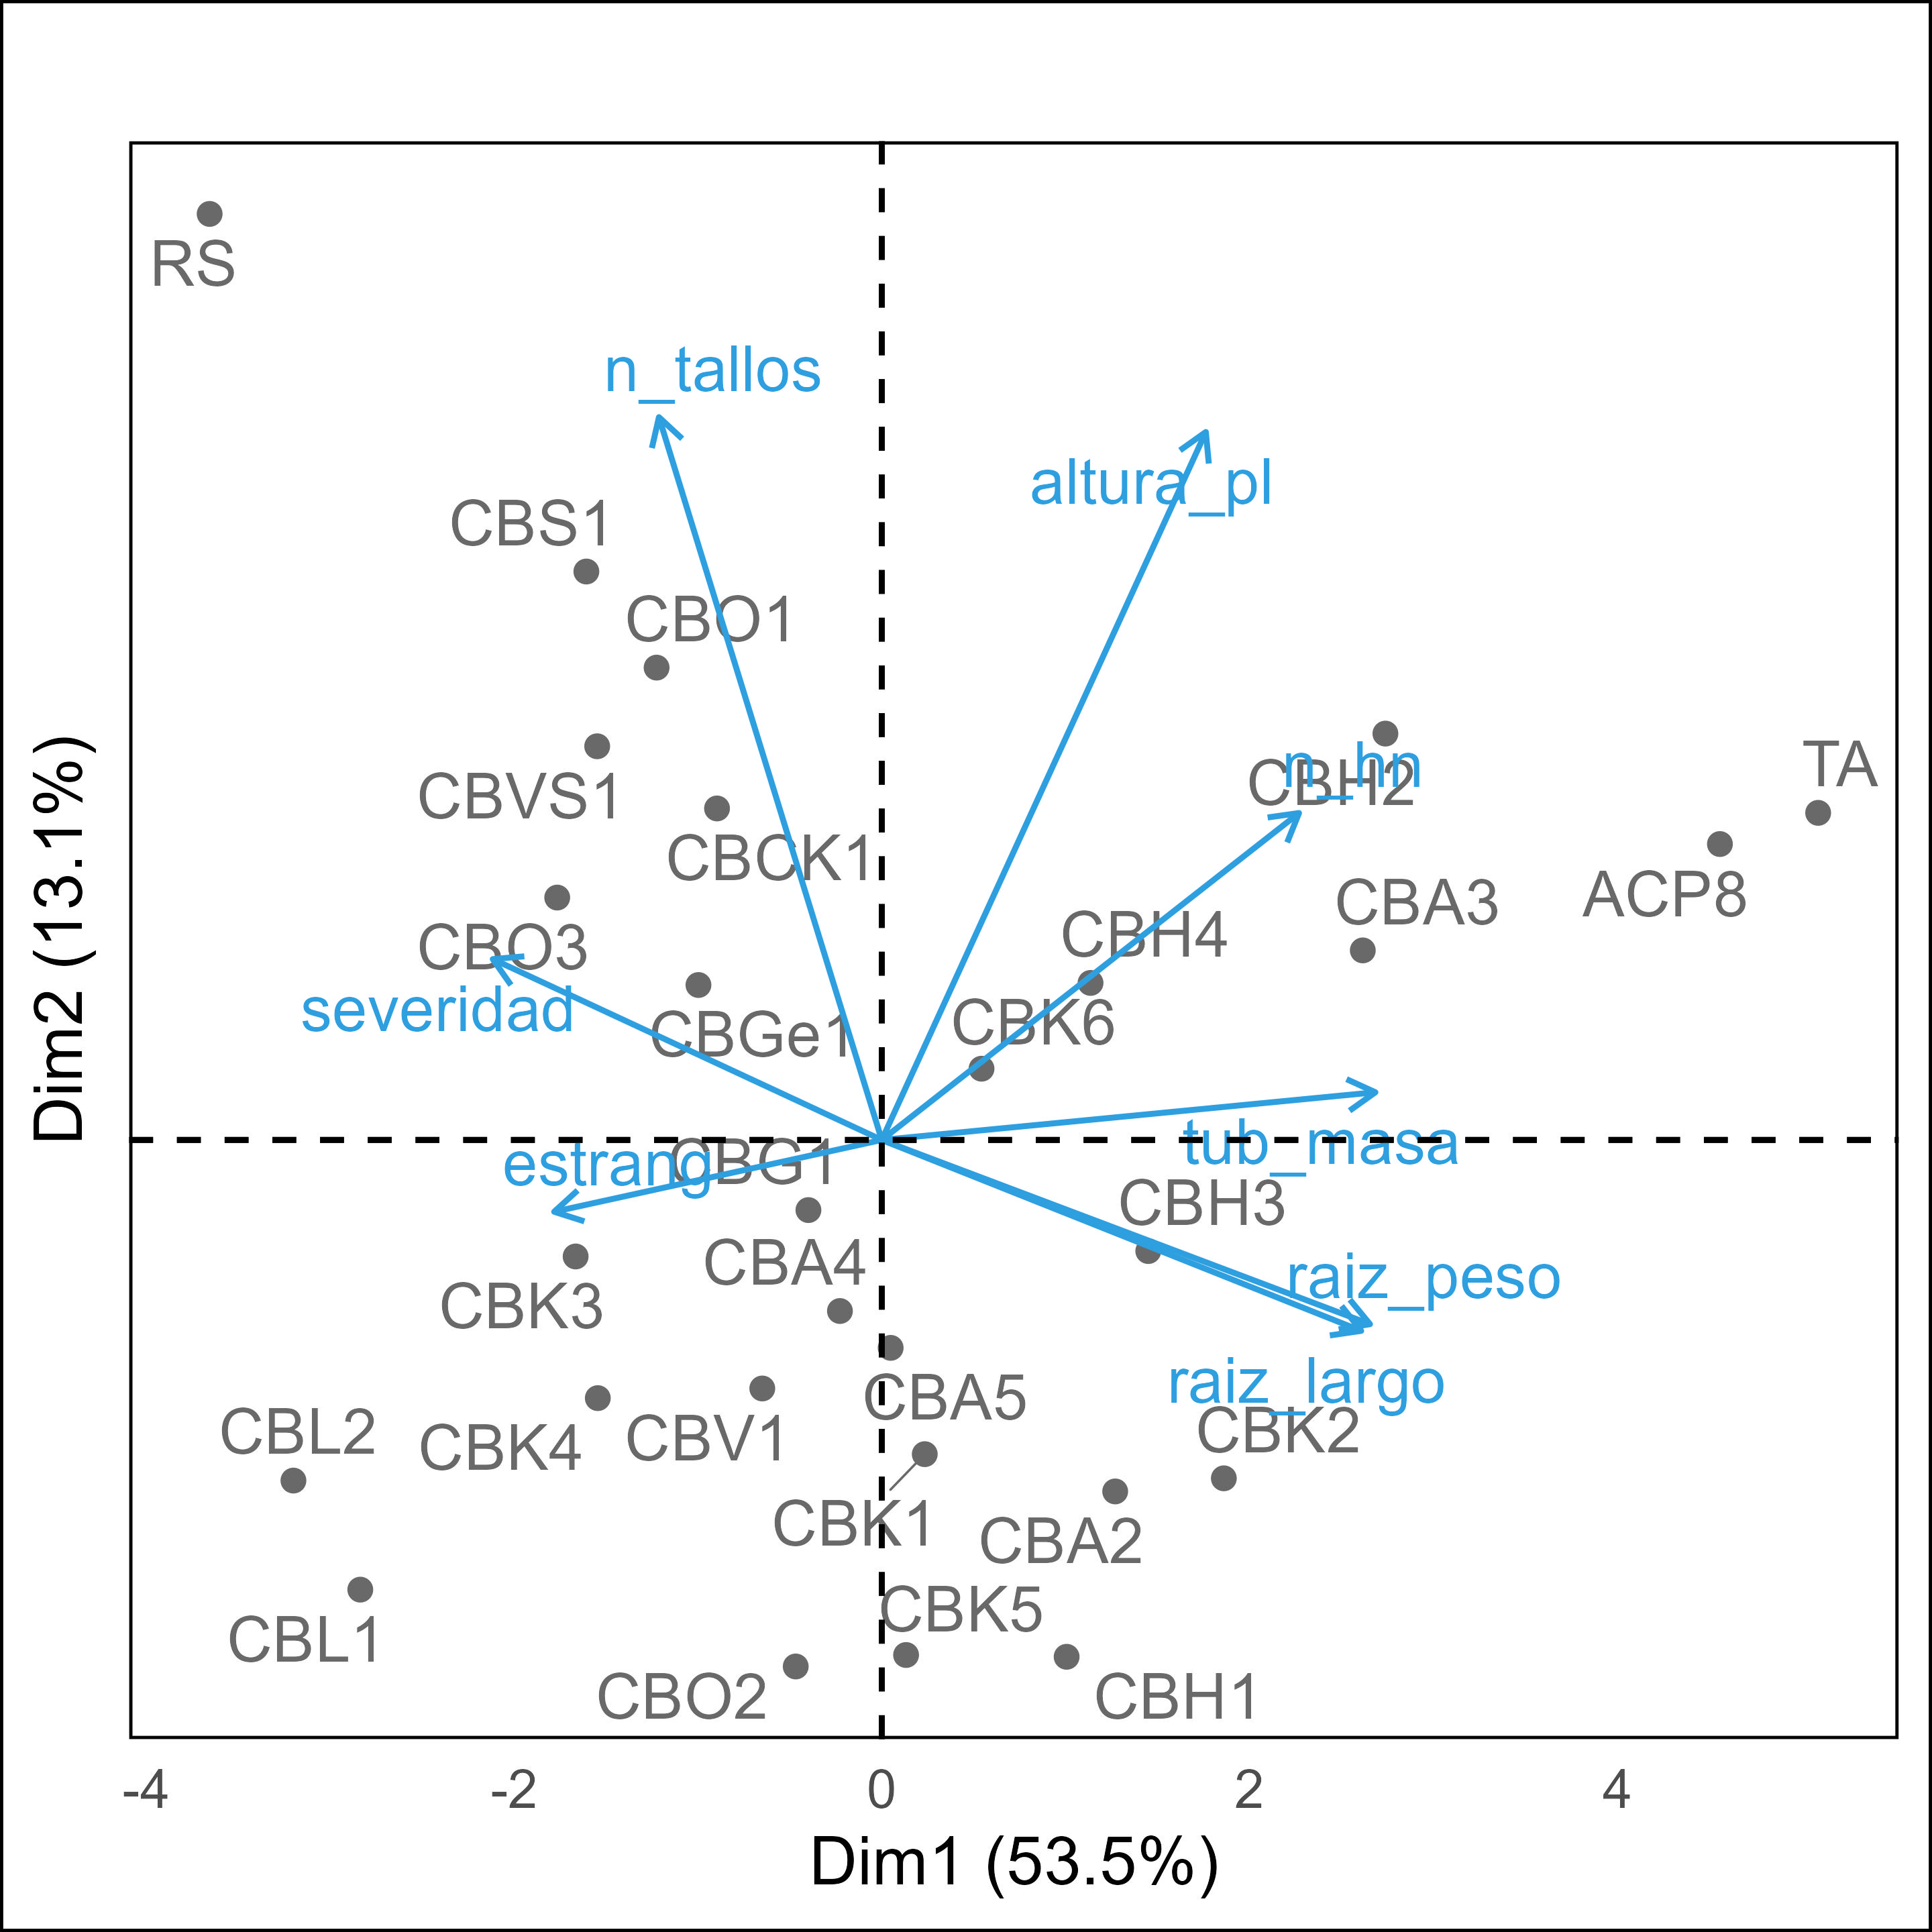 RS
n_tallos
altura_pl
CBS1
CBO1
n_hn
CBH2
TA
CBVS1
CBCK1
ACP8
CBA3
CBH4
CBO3
severidad
CBGe1
CBK6
estrang
CBG1
tub_masa
CBH3
CBA4
raiz_peso
CBK3
raiz_largo
CBA5
CBL2
CBK4
CBV1
CBK2
CBK1
CBA2
CBK5
CBL1
CBO2
CBH1
Dim2 (13.1%)
-4 -2 0 2 4
Dim1 (53.5%)